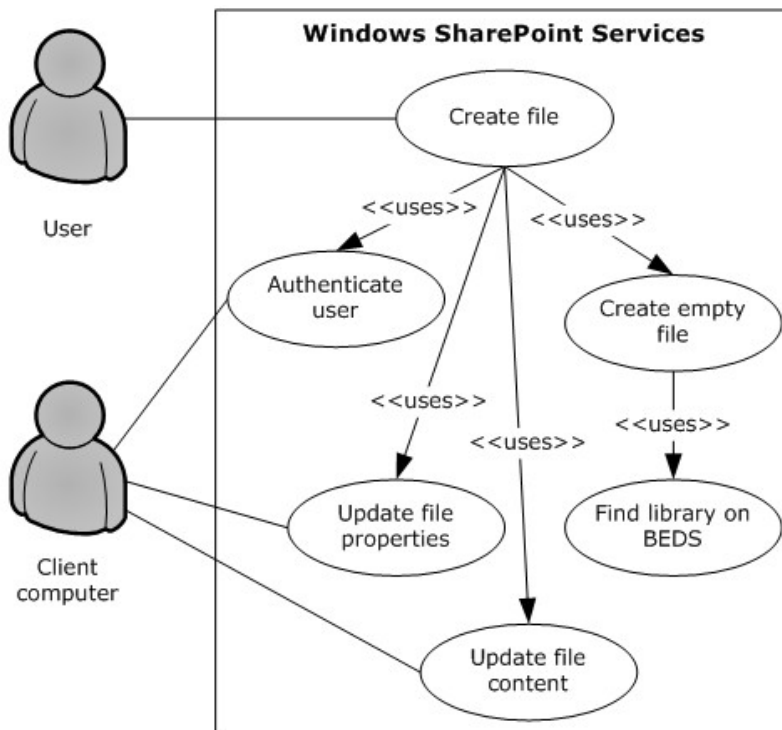 Windows SharePoint Services
Create file
User
<<uses>>
<<uses>>
Authenticate
user
Create empty
file
<<uses>>
<<uses>>
<<uses>>
Update file
properties
Find library on
BEDS
Client
computer
Update file
content